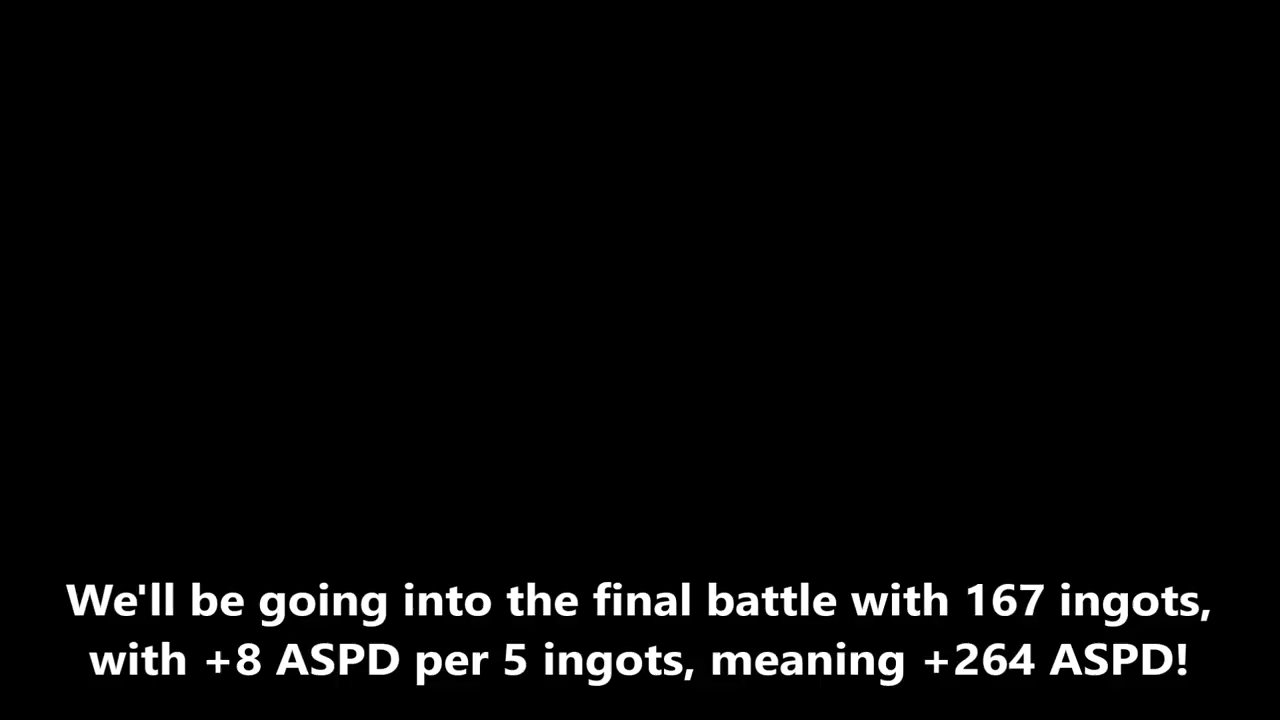 We'll be going into the final battle with 167 ingots,
with +8 ASPD per 5 ingots, meaning +264 ASPD!